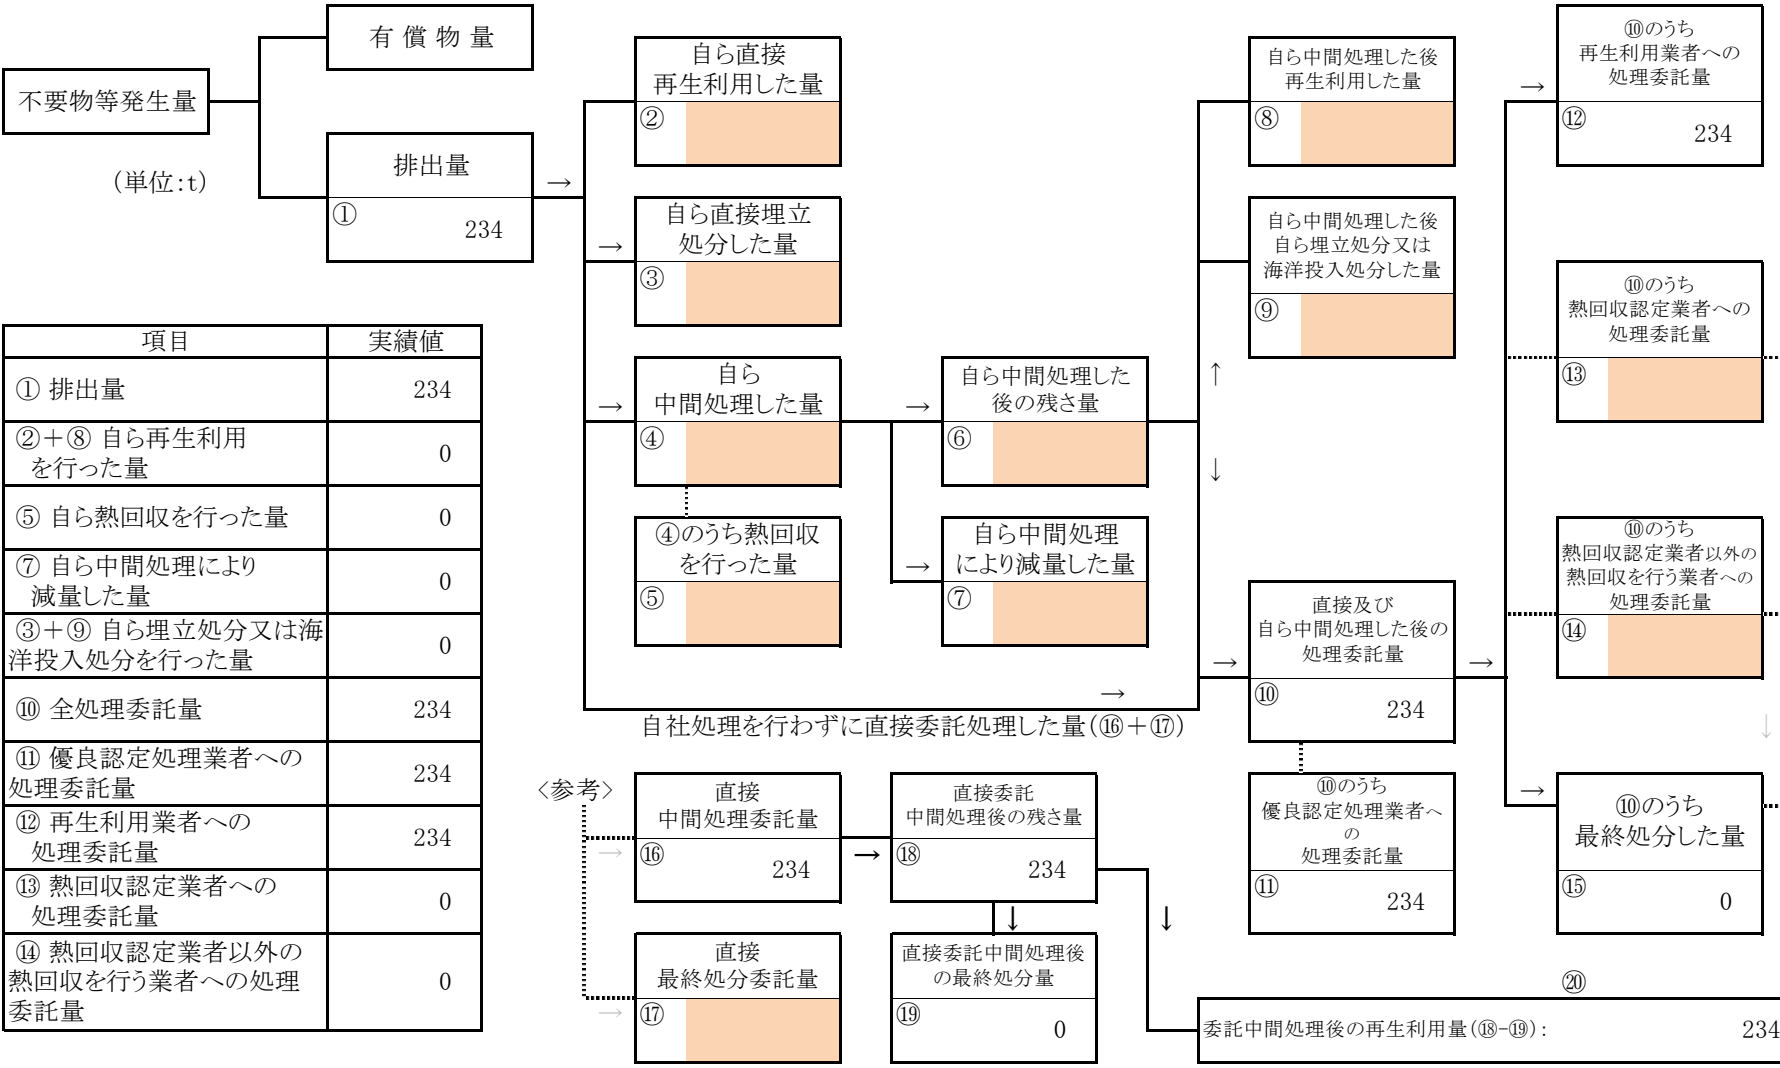 有 償 物 量
不要物等発生量
(単位:t)
排出量
①
234
→
自ら直接
再生利用した量
②
→
自ら直接埋立
処分した量
③
→
自ら
中間処理した量
④
④のうち熱回収
を行った量
⑤
→
自ら中間処理した
後の残さ量
⑥
→
自ら中間処理
により減量した量
⑦
自ら中間処理した後
再生利用した量
⑧
自ら中間処理した後
自ら埋立処分又は
海洋投入処分した量
⑨
↑
↓
→
直接及び
自ら中間処理した後の
処理委託量
⑩
234
→
⑩のうち
優良認定処理業者へ
の
処理委託量
⑪
234
→
⑩のうち
再生利用業者への
処理委託量
⑫
234
⑩のうち
熱回収認定業者への
処理委託量
⑬
⑩のうち
熱回収認定業者以外の
熱回収を行う業者への
処理委託量
⑭
↓
→
⑩のうち
最終処分した量
⑮
0
→
自社処理を行わずに直接委託処理した量(⑯+⑰)
<参考>
→
直接
中間処理委託量
⑯
234
→
直接委託
中間処理後の残さ量
⑱
234
↓
↓
→
直接
最終処分委託量
⑰
直接委託中間処理後
の最終処分量
⑲
0
⑳
委託中間処理後の再生利用量(⑱-⑲): 234
項目 実績値
① 排出量 234
②+⑧ 自ら再生利用
を行った量 0
⑤ 自ら熱回収を行った量 0
⑦ 自ら中間処理により
減量した量 0
③+⑨ 自ら埋立処分又は海
洋投入処分を行った量 0
⑩ 全処理委託量 234
⑪ 優良認定処理業者への
処理委託量 234
⑫ 再生利用業者への
処理委託量 234
⑬ 熱回収認定業者への
処理委託量 0
⑭ 熱回収認定業者以外の
熱回収を行う業者への処理
委託量 0